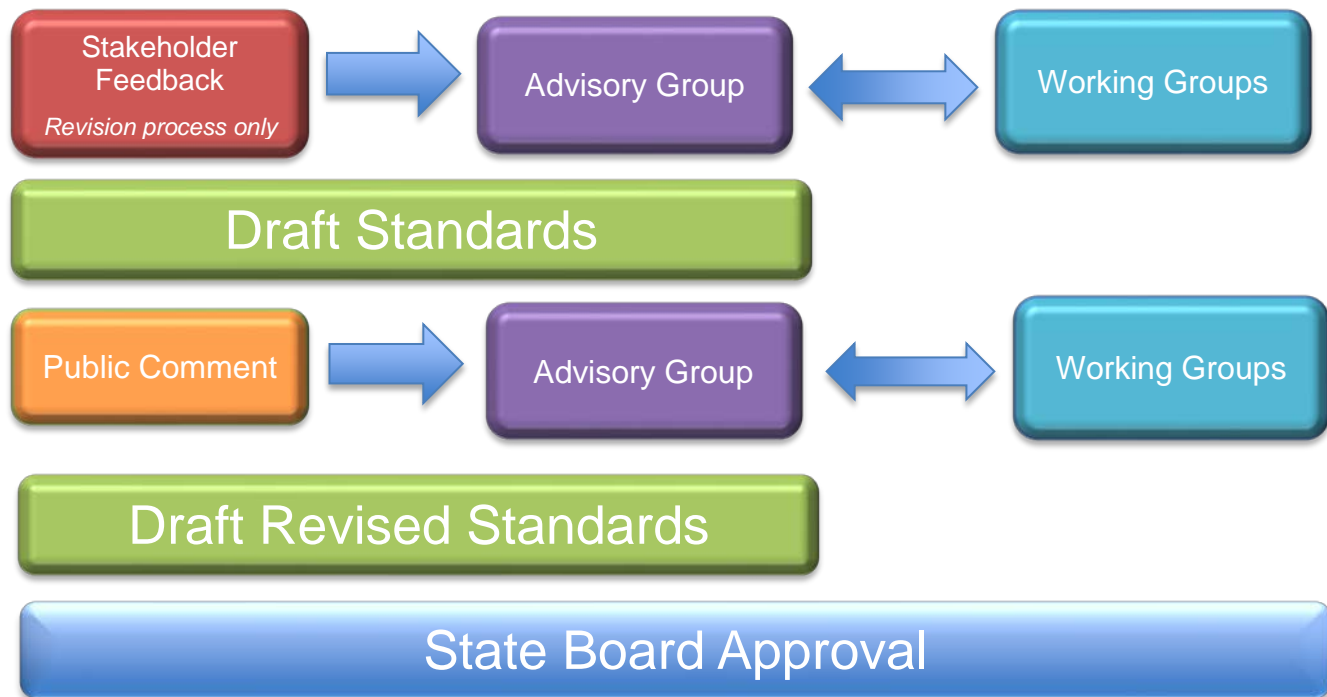 Stakeholder
Feedback
Revision process only
Advisory Group
Working Groups
Draft Standards
Public Comment
Advisory Group
Working Groups
Draft Revised Standards
State Board Approval